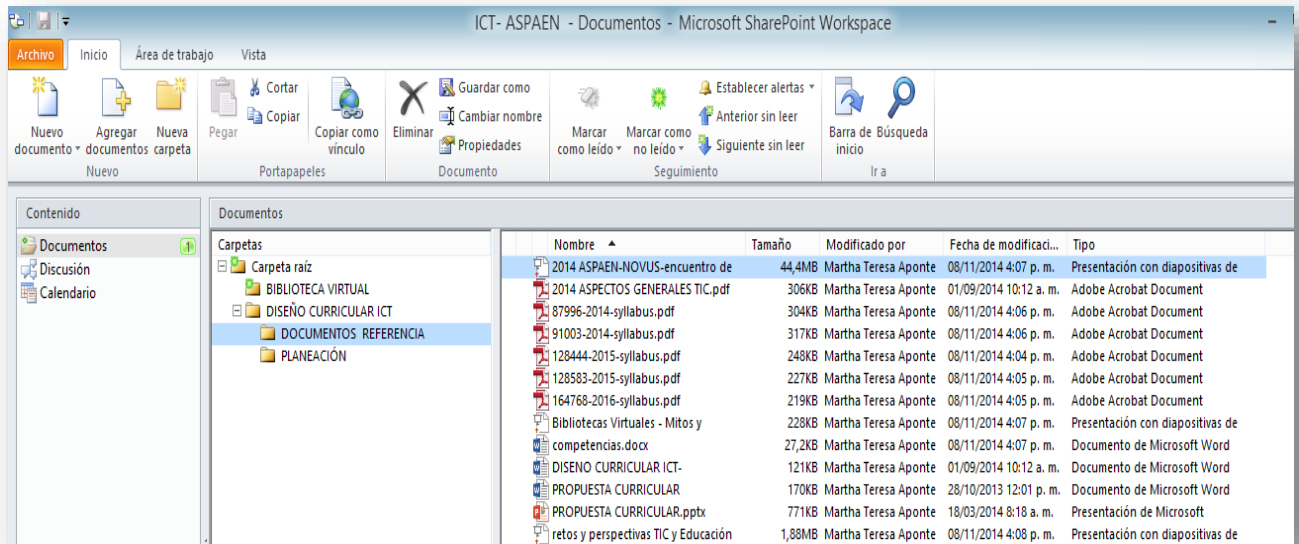 ICT- ASPAEN - Documentos - Microsoft SharePoint Workspace
Archivo Inicio Área de trabajo Vista
Nuevo documento
Agregar documentos
Nueva carpeta
Nuevo
Pegar
Cortar
Copiar
Copiar como vínculo
Portapapeles
Eliminar
Guardar como
Cambiar nombre
Propiedades
Documento
Marcar como leído
Marcar como no leído
Establecer alertas
Anterior sin leer
Siguiente sin leer
Seguimiento
Barra de inicio
Búsqueda
Ir a
Contenido
Documentos 1
Discusión
Calendario
Documentos
Carpetas
Carpeta raíz
BIBLIOTECA VIRTUAL
DISEÑO CURRICULAR ICT
DOCUMENTOS REFERENCIA
PLANEACIÓN
Nombre Tamaño Modificado por Fecha de modificaci... Tipo
2014 ASPAEN-NOVUS-encuentro de 44,4MB Martha Teresa Aponte 08/11/2014 4:07 p. m. Presentación con diapositivas de
2014 ASPECTOS GENERALES TIC.pdf 306KB Martha Teresa Aponte 01/09/2014 10:12 a. m. Adobe Acrobat Document
87996-2014-syllabus.pdf 304KB Martha Teresa Aponte 08/11/2014 4:06 p. m. Adobe Acrobat Document
91003-2014-syllabus.pdf 317KB Martha Teresa Aponte 08/11/2014 4:06 p. m. Adobe Acrobat Document
128444-2015-syllabus.pdf 248KB Martha Teresa Aponte 08/11/2014 4:04 p. m. Adobe Acrobat Document
128583-2015-syllabus.pdf 227KB Martha Teresa Aponte 08/11/2014 4:05 p. m. Adobe Acrobat Document
164768-2016-syllabus.pdf 219KB Martha Teresa Aponte 08/11/2014 4:05 p. m. Adobe Acrobat Document
Bibliotecas Virtuales - Mitos y 228KB Martha Teresa Aponte 08/11/2014 4:07 p. m. Presentación con diapositivas de
competencias.docx 27,2KB Martha Teresa Aponte 08/11/2014 4:07 p. m. Documento de Microsoft Word
DISENO CURRICULAR ICT- 121KB Martha Teresa Aponte 01/09/2014 10:12 a. m. Documento de Microsoft Word
PROPUESTA CURRICULAR 170KB Martha Teresa Aponte 28/10/2013 12:01 p. m. Documento de Microsoft Word
PROPUESTA CURRICULAR.pptx 771KB Martha Teresa Aponte 18/03/2014 8:18 a. m. Presentación de Microsoft
retos y perspectivas TIC y Educación 1,88MB Martha Teresa Aponte 08/11/2014 4:08 p. m. Presentación con diapositivas de